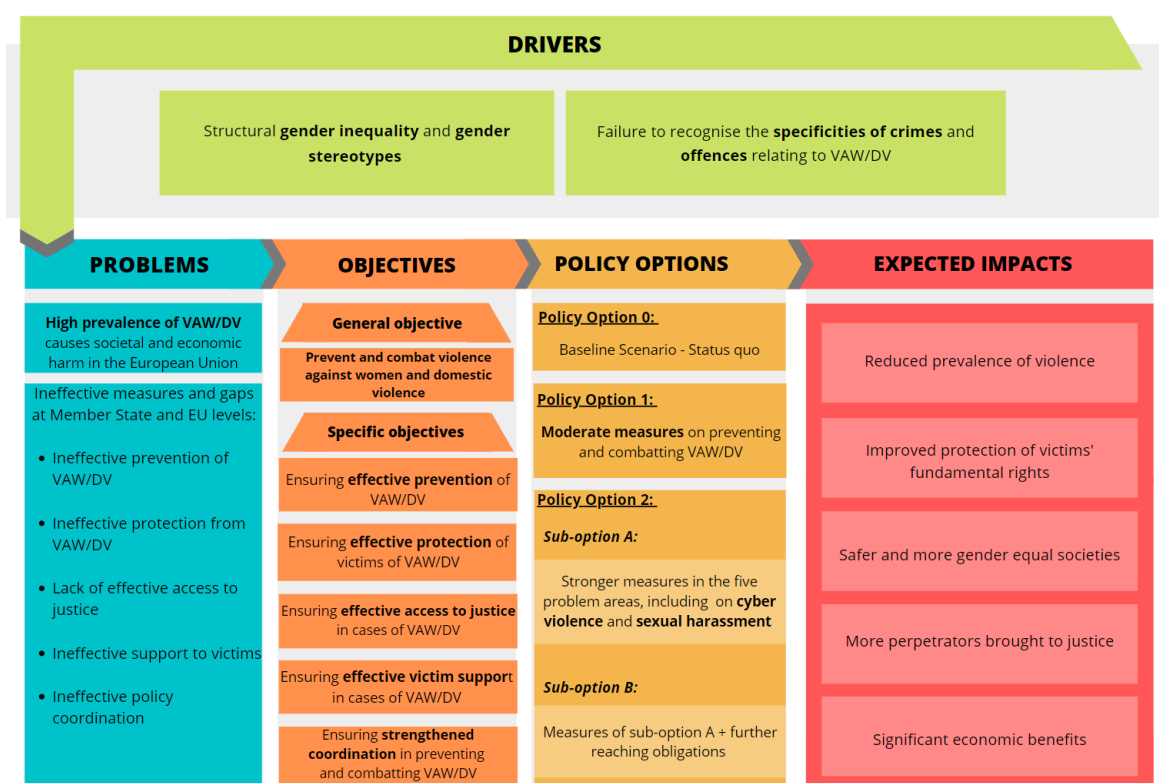 DRIVERS
Structural gender inequality and gender
stereotypes
Failure to recognise the specificities of crimes and
offences relating to VAW/DV
PROBLEMS
High prevalence of VAW/DV
causes societal and economic
harm in the European Union
Ineffective measures and gaps
at Member State and EU levels:
• Ineffective prevention of
VAW/DV
• Ineffective protection from
VAW/DV
• Lack of effective access to
justice
• Ineffective support to victims
• Ineffective policy
coordination
OBJECTIVES
General objective
Prevent and combat violence
against women and domestic
violence
Specific objectives
Ensuring effective prevention of
VAW/DV
Ensuring effective protection of
victims of VAW/DV
Ensuring effective access to justice
in cases of VAW/DV
Ensuring effective victim support
in cases of VAW/DV
Ensuring strengthened
coordination in preventing
and combatting VAW/DV
POLICY OPTIONS
Policy Option 0:
Baseline Scenario - Status quo
Policy Option 1:
Moderate measures on preventing
and combatting VAW/DV
Policy Option 2:
Sub-option A:
Stronger measures in the five
problem areas, including on cyber
violence and sexual harassment
Sub-option B:
Measures of sub-option A + further
reaching obligations
EXPECTED IMPACTS
Reduced prevalence of violence
Improved protection of victims'
fundamental rights
Safer and more gender equal societies
More perpetrators brought to justice
Significant economic benefits